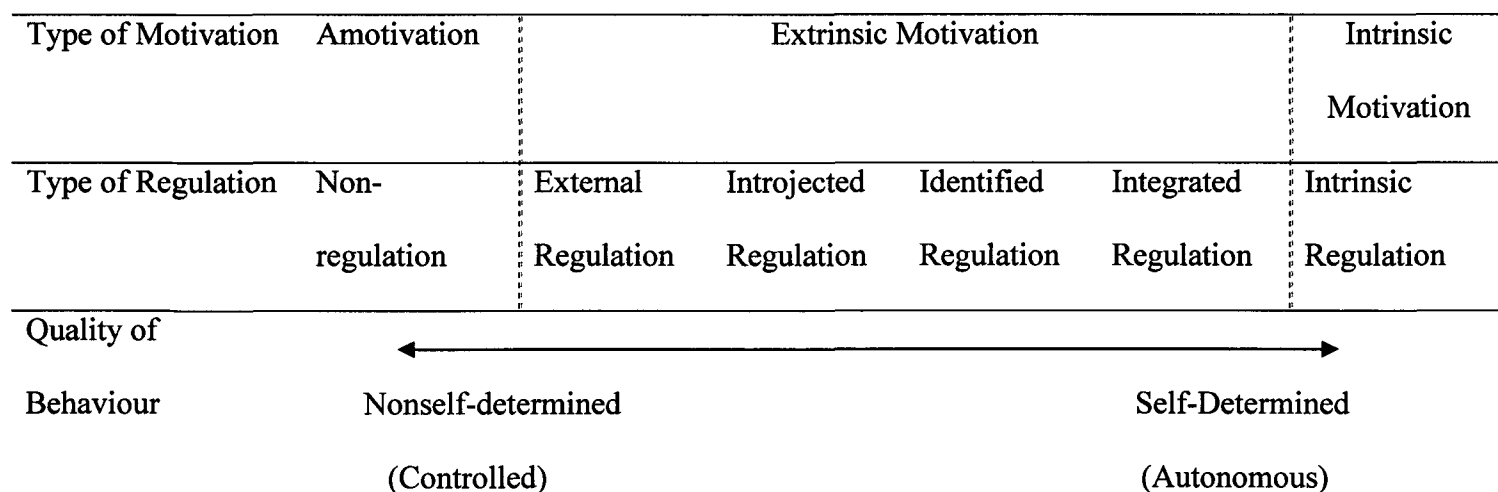 Type of Motivation Amotivation Extrinsic Motivation Intrinsic
Motivation
Type of Regulation Non- External Introjected Identified Integrated Intrinsic
regulation Regulation Regulation Regulation Regulation Regulation
Quality of
Behaviour Nonself-determined Self-Determined
(Controlled) (Autonomous)